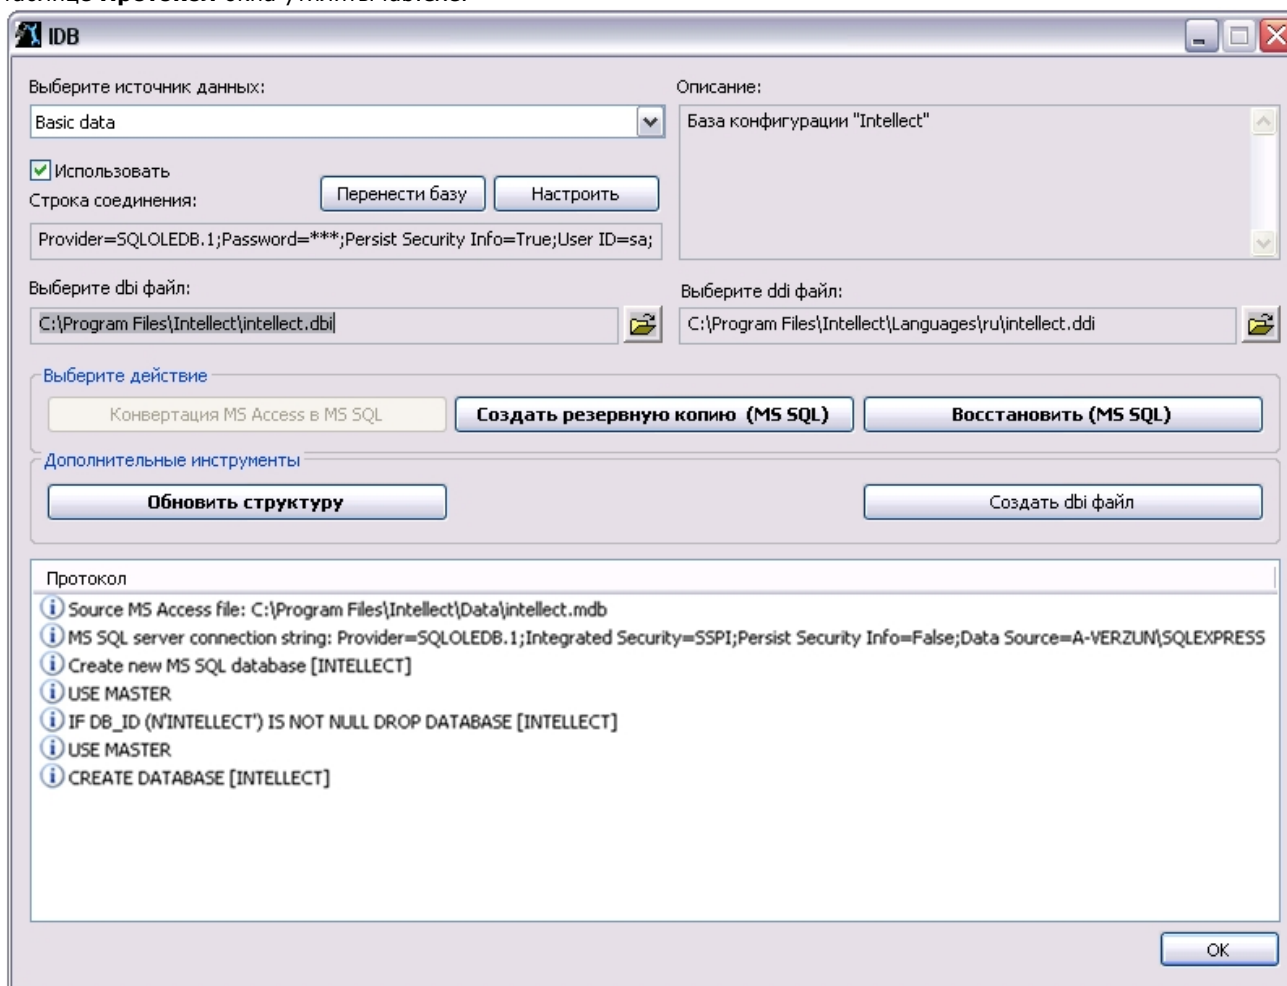 IDB
Выберите источник данных:
Описание:
Basic data
База конфигурации "Intellect"
Использовать
Строка соединения:
Перенести базу
Настроить
Provider=SQLOLEDB.1;Password=***;Persist Security Info=True;User ID=sa;
Выберите dbi файл:
Выберите ddi файл:
C:\Program Files\Intellect\intellect.dbi
C:\Program Files\Intellect\Languages\ru\intellect.ddi
Выберите действие
Конвертация MS Access в MS SQL
Создать резервную копию (MS SQL)
Восстановить (MS SQL)
Дополнительные инструменты
Обновить структуру
Создать dbi файл
Протокол
Source MS Access file: C:\Program Files\Intellect\Data\intellect.mdb
MS SQL server connection string: Provider=SQLOLEDB.1;Integrated Security=SSPI;Persist Security Info=False;Data Source=A-VERZUN\SQLEXPRESS
Create new MS SQL database [INTELLECT]
USE MASTER
IF DB_ID (N'INTELLECT') IS NOT NULL DROP DATABASE [INTELLECT]
USE MASTER
CREATE DATABASE [INTELLECT]
OK